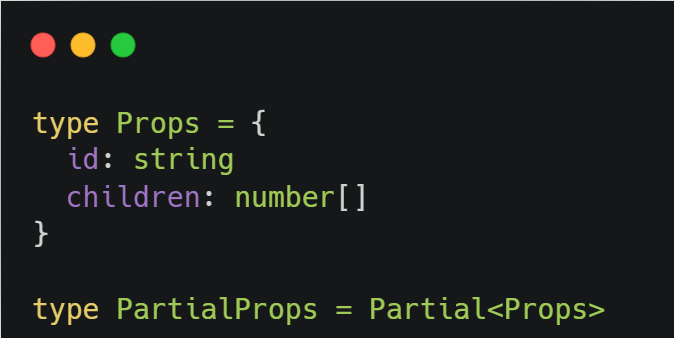 type Props = {
  id: string
  children: number[]
}

type PartialProps = Partial<Props>